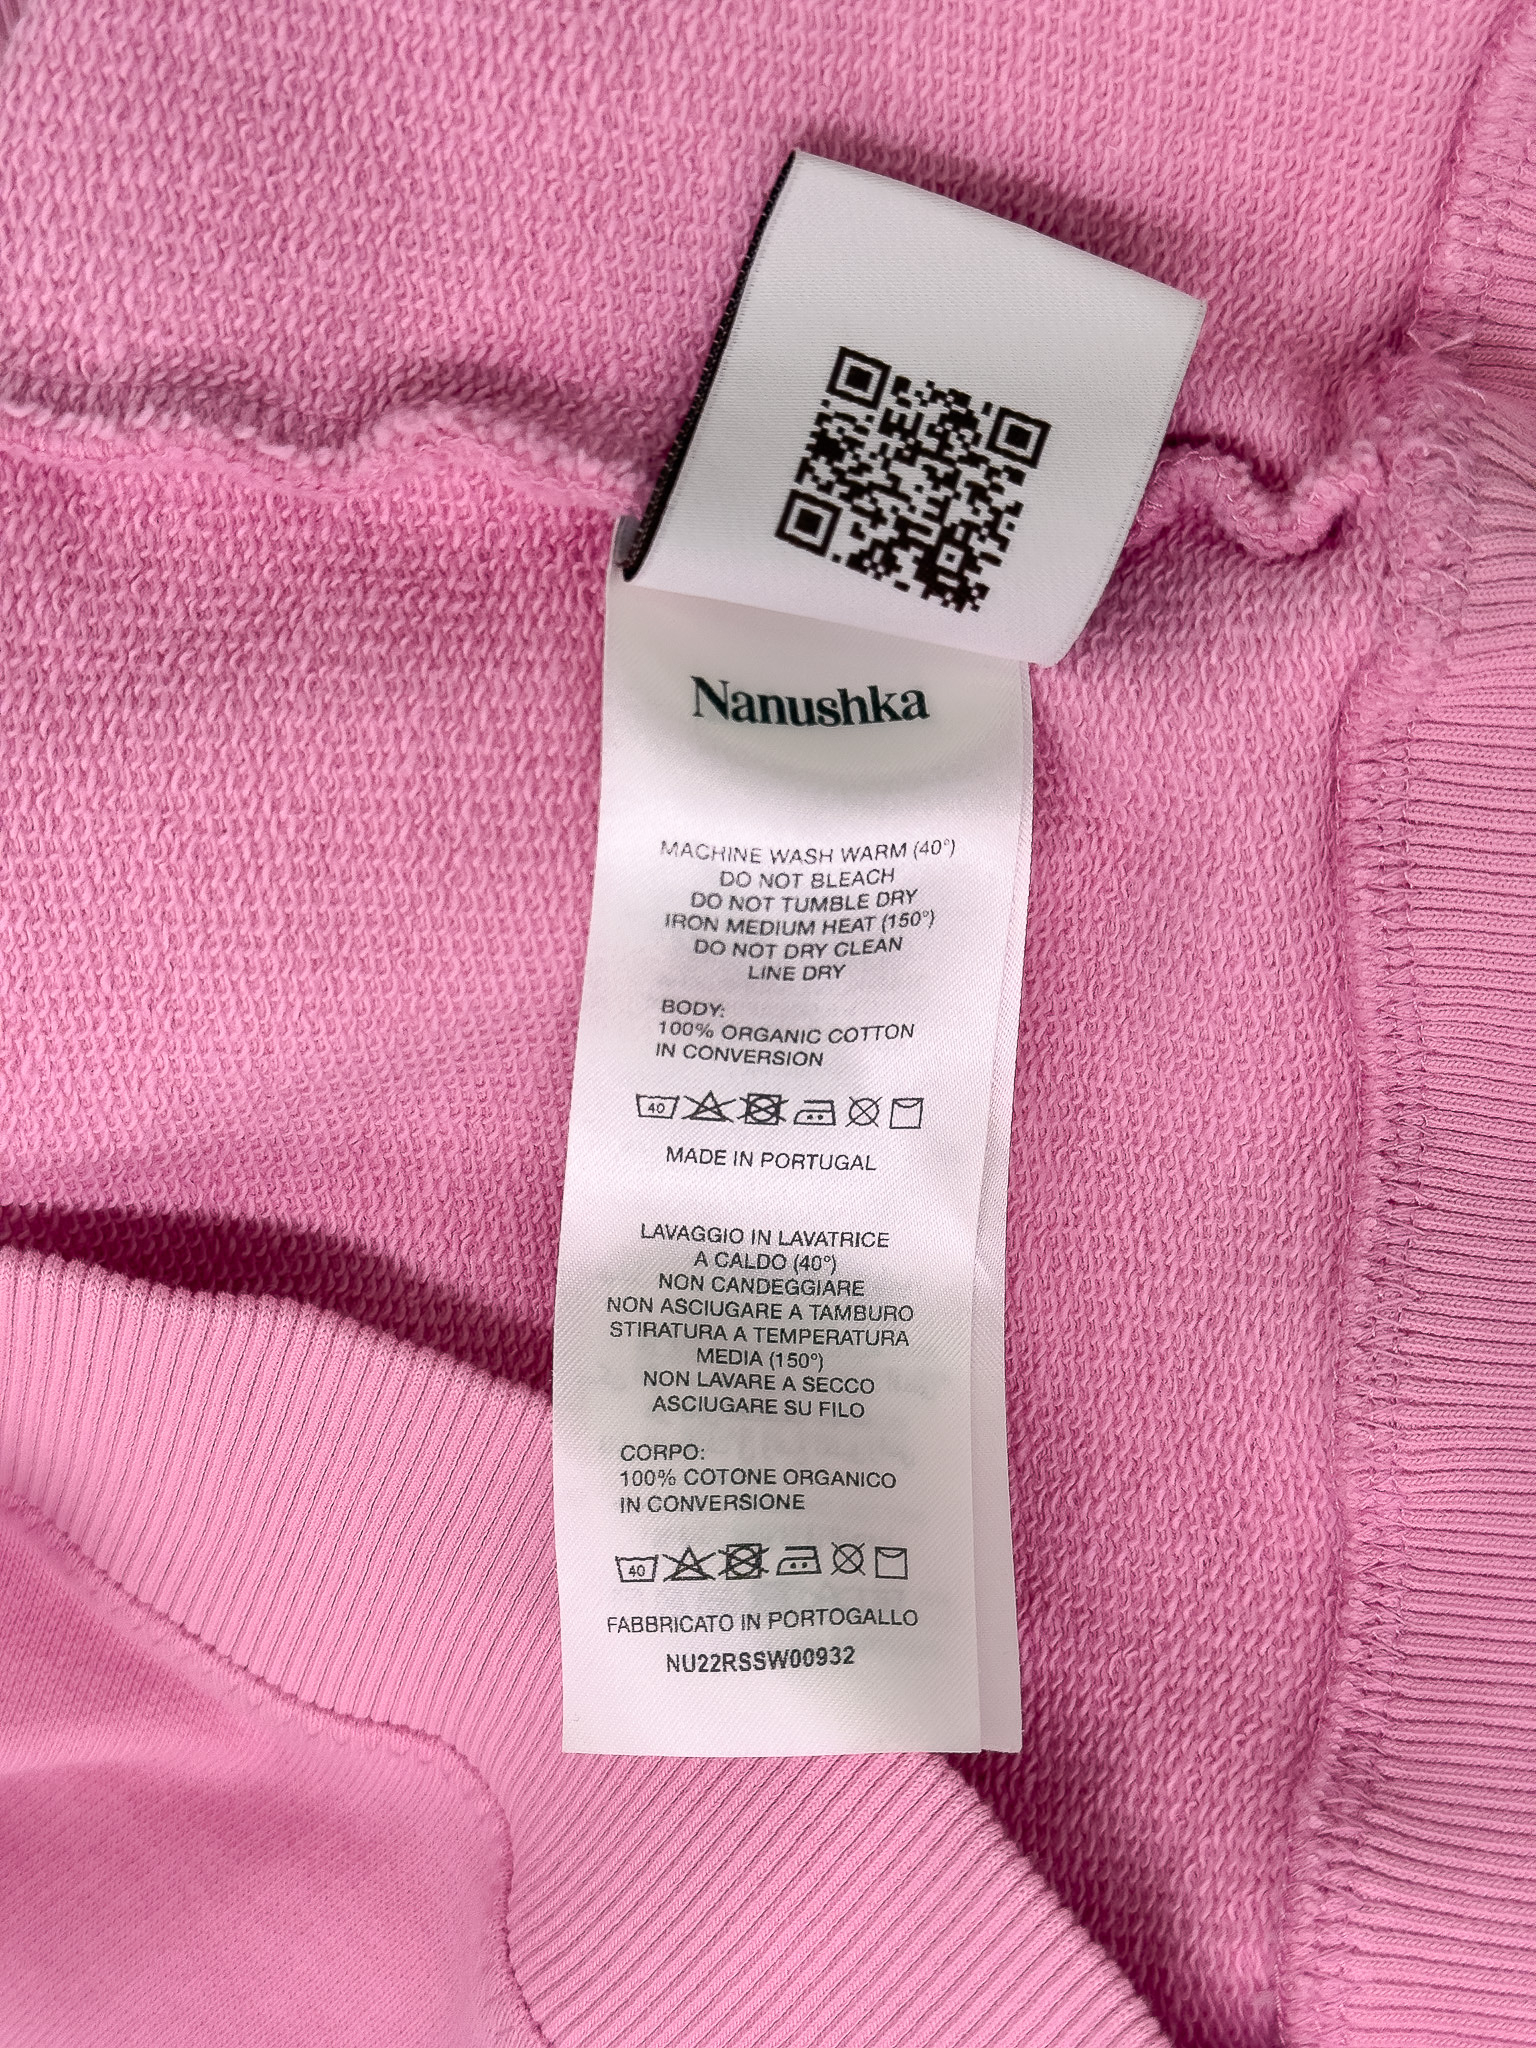 Nanushka
MACHINE WASH WARM (40°)
DO NOT BLEACH
DO NOT TUMBLE DRY
IRON MEDIUM HEAT (150°)
DO NOT DRY CLEAN
LINE DRY
BODY:
100% ORGANIC COTTON
IN CONVERSION
40
MADE IN PORTUGAL
LAVAGGIO IN LAVATRICE
A CALDO (40°)
NON CANDEGGIARE
NON ASCIUGARE A TAMBURO
STIRATURA A TEMPERATURA
MEDIA (150°)
NON LAVARE A SECCO
ASCIUGARE SU FILO
CORPO:
100% COTONE ORGANICO
IN CONVERSIONE
40
FABBRICATO IN PORTOGALLO
NU22RSSW00932